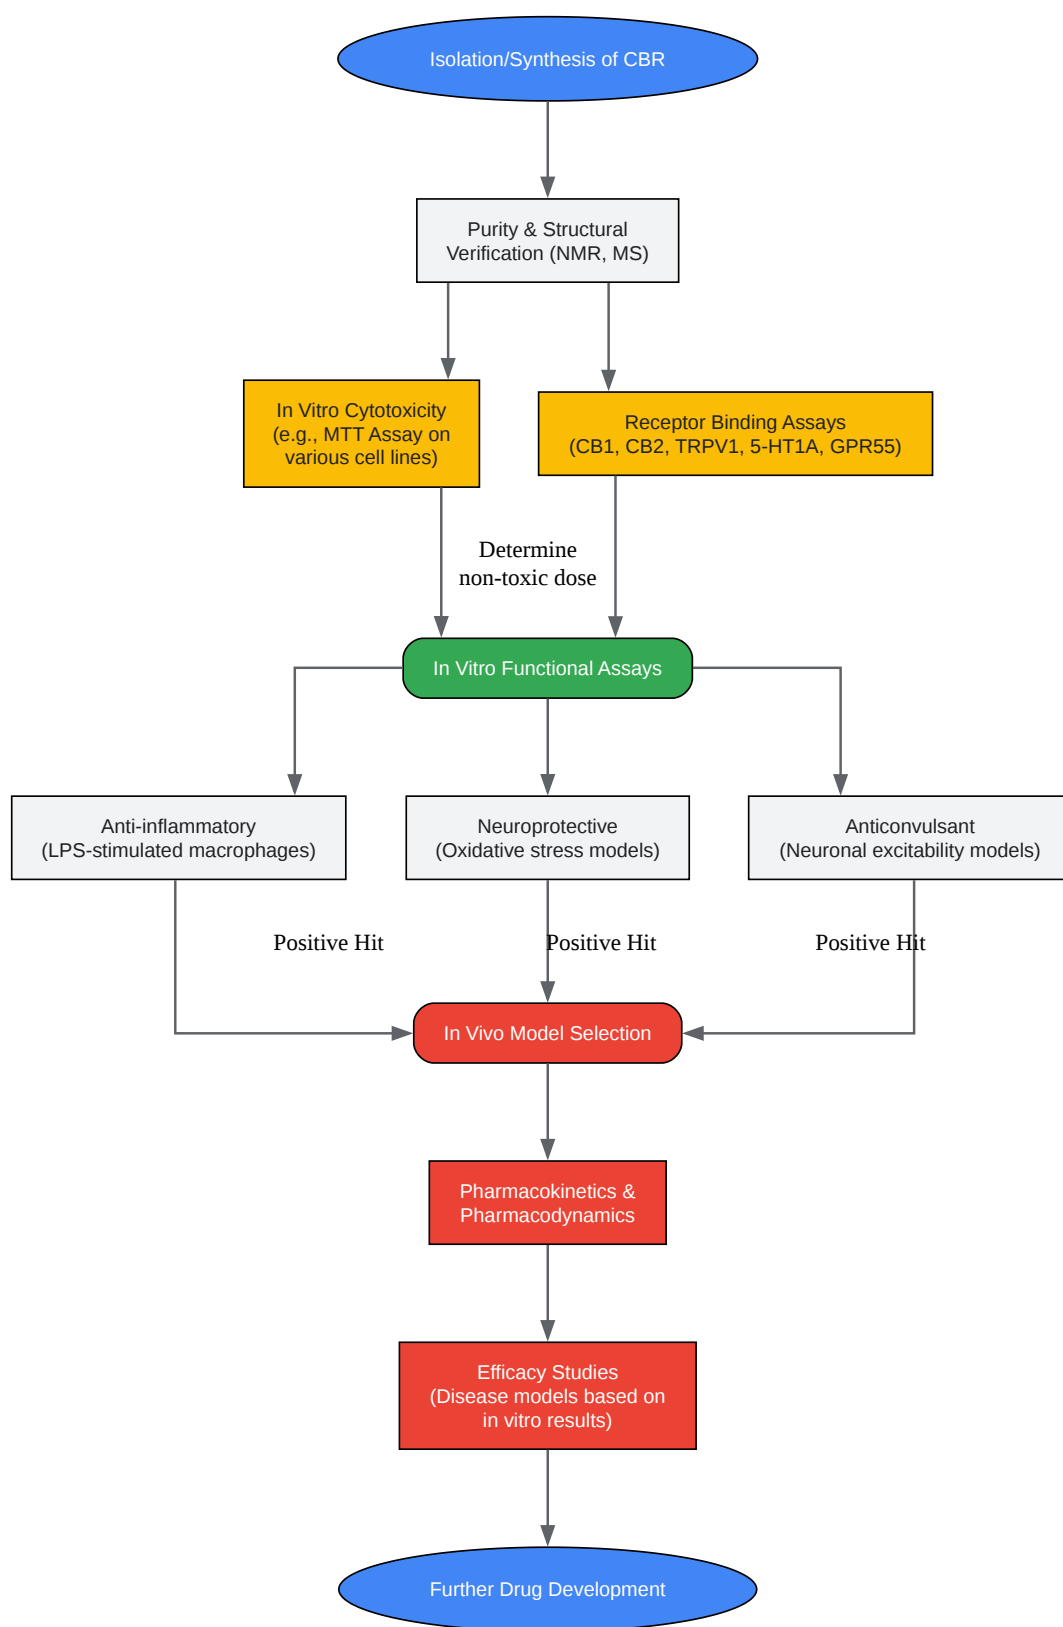 Isolation/Synthesis of CBR
Purity & Structural
Verification (NMR, MS)
In Vitro Cytotoxicity
(e.g., MTT Assay on
various cell lines)
Receptor Binding Assays
(CB1, CB2, TRPV1, 5-HT1A, GPR55)
Determine
non-toxic dose
In Vitro Functional Assays
Anti-inflammatory
(LPS-stimulated macrophages)
Neuroprotective
(Oxidative stress models)
Anticonvulsant
(Neuronal excitability models)
Positive Hit
Positive Hit
Positive Hit
In Vivo Model Selection
Pharmacokinetics &
Pharmacodynamics
Efficacy Studies
(Disease models based on
in vitro results)
Further Drug Development